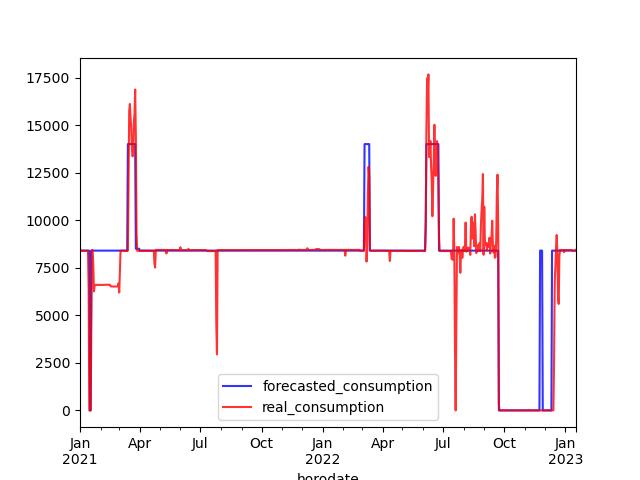 17500
15000
12500
10000
7500
5000
2500
0
forecasted_consumption
real_consumption
Jan Apr Jul Oct Jan Apr Jul Oct Jan
2021 2022 2023
horodate